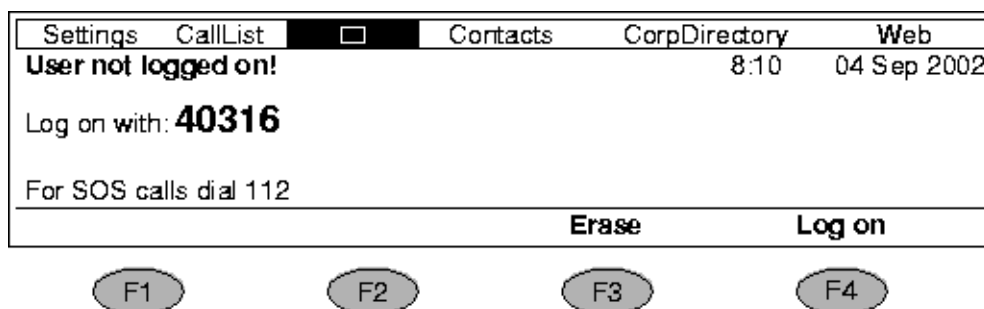 Settings CallList Contacts CorpDirectory Web
User not logged on! 8:10 04 Sep 2002
Log on with: 40316
For SOS calls dial 112
Erase Log on
F1 F2 F3 F4